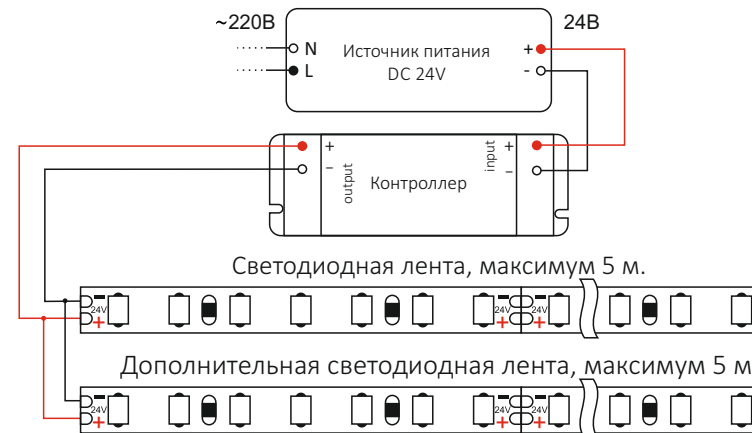 ~220В
24В
N
Источник питания
+
L
DC 24V
-
+
input
+
−
output
Контроллер
−
Светодиодная лента, максимум 5 м.
−
24V
+
−
24V
+
−
24V
+
Дополнительная светодиодная лента, максимум 5 м
−
24V
+
−
24V
+
−
24V
+